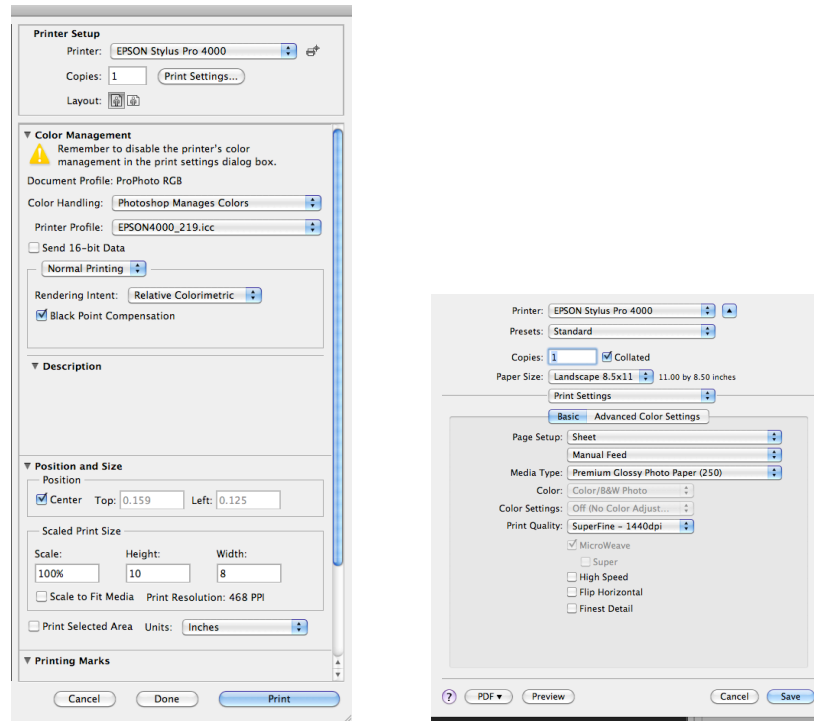 Printer Setup
Printer: EPSON Stylus Pro 4000
Copies: 1 Print Settings...
Layout:
Color Management
Remember to disable the printer's color
management in the print settings dialog box.
Document Profile: ProPhoto RGB
Color Handling: Photoshop Manages Colors
Printer Profile: EPSON4000_219.icc
Send 16-bit Data
Normal Printing
Rendering Intent: Relative Colorimetric
Black Point Compensation
Description
Position and Size
Position
Center Top: 0.159 Left: 0.125
Scaled Print Size
Scale: Height: Width:
100% 10 8
Scale to Fit Media Print Resolution: 468 PPI
Print Selected Area Units: Inches
Printing Marks
Cancel Done Print
Printer: EPSON Stylus Pro 4000
Presets: Standard
Copies: 1 Collated
Paper Size: Landscape 8.5x11 11.00 by 8.50 inches
Print Settings
Basic Advanced Color Settings
Page Setup: Sheet
Manual Feed
Media Type: Premium Glossy Photo Paper (250)
Color: Color/B&W Photo
Color Settings: Off (No Color Adjust...
Print Quality: SuperFine - 1440dpi
MicroWeave
Super
High Speed
Flip Horizontal
Finest Detail
? PDF Preview Cancel Save